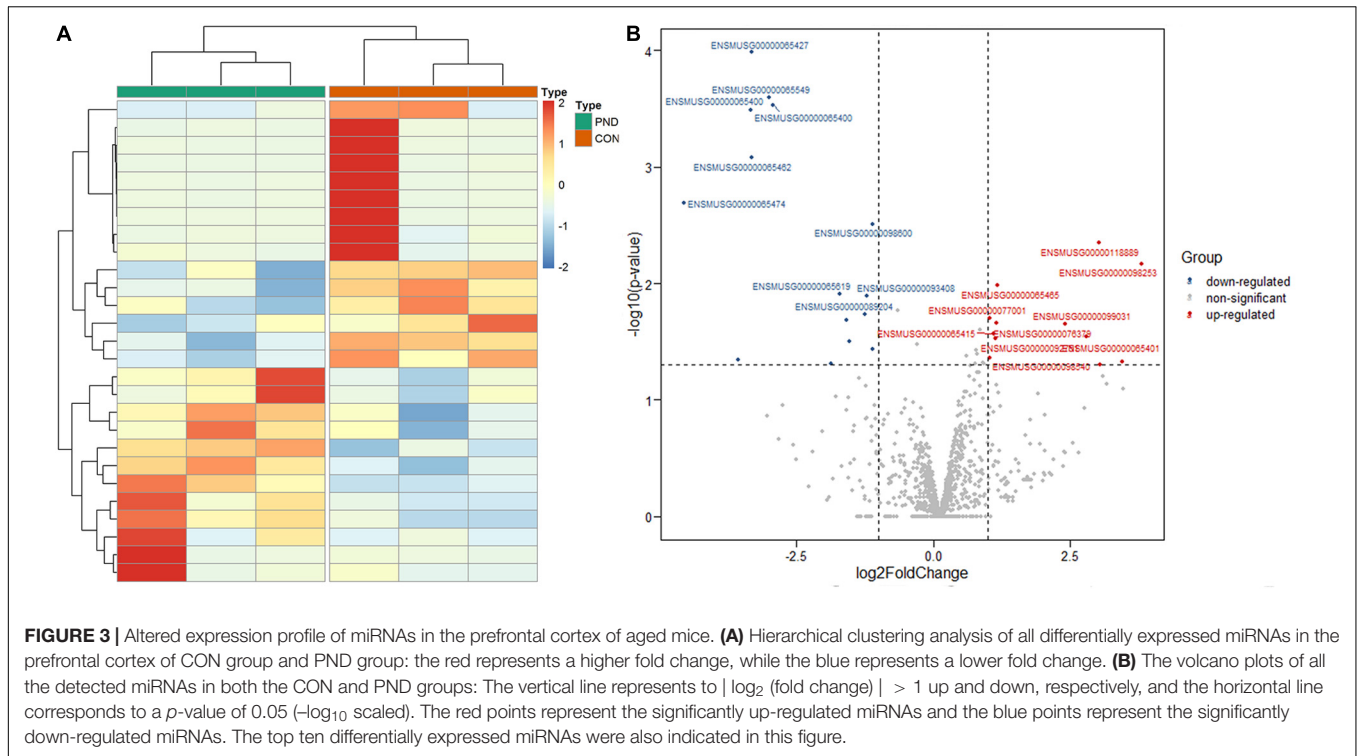 A
Type
2
1
0
-1
-2
Type
PND
CON
B
4
3
2
1
0
-log10(p-value)
-2.5
0.0
2.5
log2FoldChange
ENSMUSG00000065427
ENSMUSG00000065549
ENSMUSG00000065400
ENSMUSG00000065400
ENSMUSG00000065462
ENSMUSG00000065474
ENSMUSG00000098600
ENSMUSG00000065619
ENSMUSG00000093408
ENSMUSG00000089204
ENSMUSG00000118889
ENSMUSG00000098253
ENSMUSG00000065465
ENSMUSG00000077001
ENSMUSG00000099031
ENSMUSG00000065415
ENSMUSG00000076379
ENSMUSG00000065401
ENSMUSG00000098540
Group
down-regulated
non-significant
up-regulated
FIGURE 3 | Altered expression profile of miRNAs in the prefrontal cortex of aged mice. (A) Hierarchical clustering analysis of all differentially expressed miRNAs in the
prefrontal cortex of CON group and PND group: the red represents a higher fold change, while the blue represents a lower fold change. (B) The volcano plots of all
the detected miRNAs in both the CON and PND groups: The vertical line represents to | log₂ (fold change) | > 1 up and down, respectively, and the horizontal line
corresponds to a p-value of 0.05 (–log₁₀ scaled). The red points represent the significantly up-regulated miRNAs and the blue points represent the significantly
down-regulated miRNAs. The top ten differentially expressed miRNAs were also indicated in this figure.